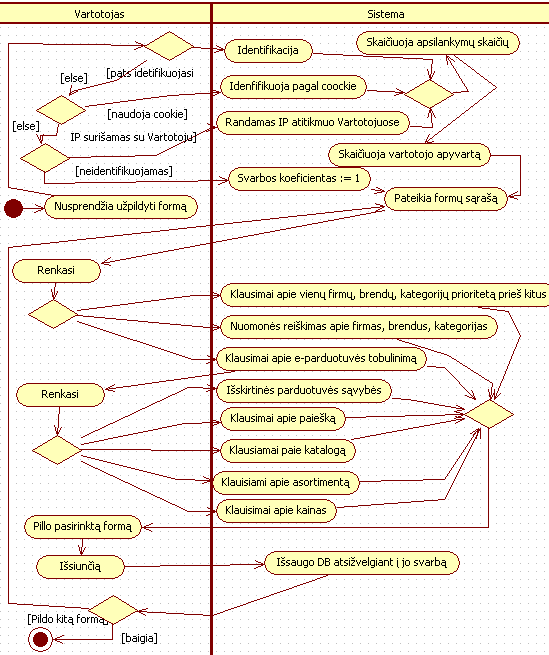 Vartotojas
Sistema
Skaičiuoja apsilankymų skaičių
Identifikacija
[pats idetifikuojasi
[else]
Idenfifikuoja pagal coockie
[naudoja cookie]
Randamas IP atitikmuo Vartotojuose
[else]
IP surišamas su Vartotoju]
Skaičiuoja vartotojo apyvartą
[neidentifikuojamas]
Svarbos koeficientas := 1
Pateikia formų sąrašą
Nusprendžia užpildyti formą
Renkasi
Klausimai apie vienų firmų, brendų, kategorijų prioritetą prieš kitus
Nuomonės reiškimas apie firmas, brendus, kategorijas
Klausimai apie e-parduotuvės tobulinimą
Renkasi
Išskirtinės parduotuvės sąvybės
Klausimai apie paiešką
Klausiamai paie katalogą
Klausiami apie asortimentą
Klauisimai apie kainas
Pillo pasirinktą formą
Išsiunčią
Išsaugo DB atsižvelgiant į jo svarbą
[Pildo kitą formą]
[baigia]